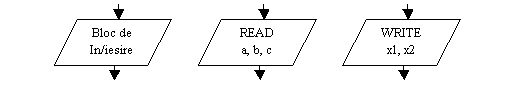 Bloc de
In/iesire
READ
a, b, c
WRITE
x1, x2